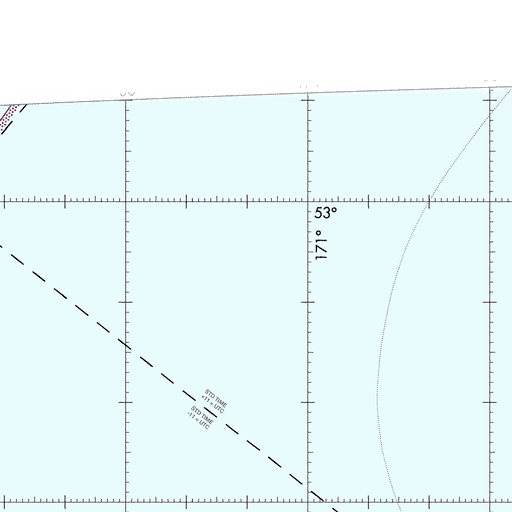 53°
171°
STD TIME
+11 = UTC
STD TIME
-11 = UTC